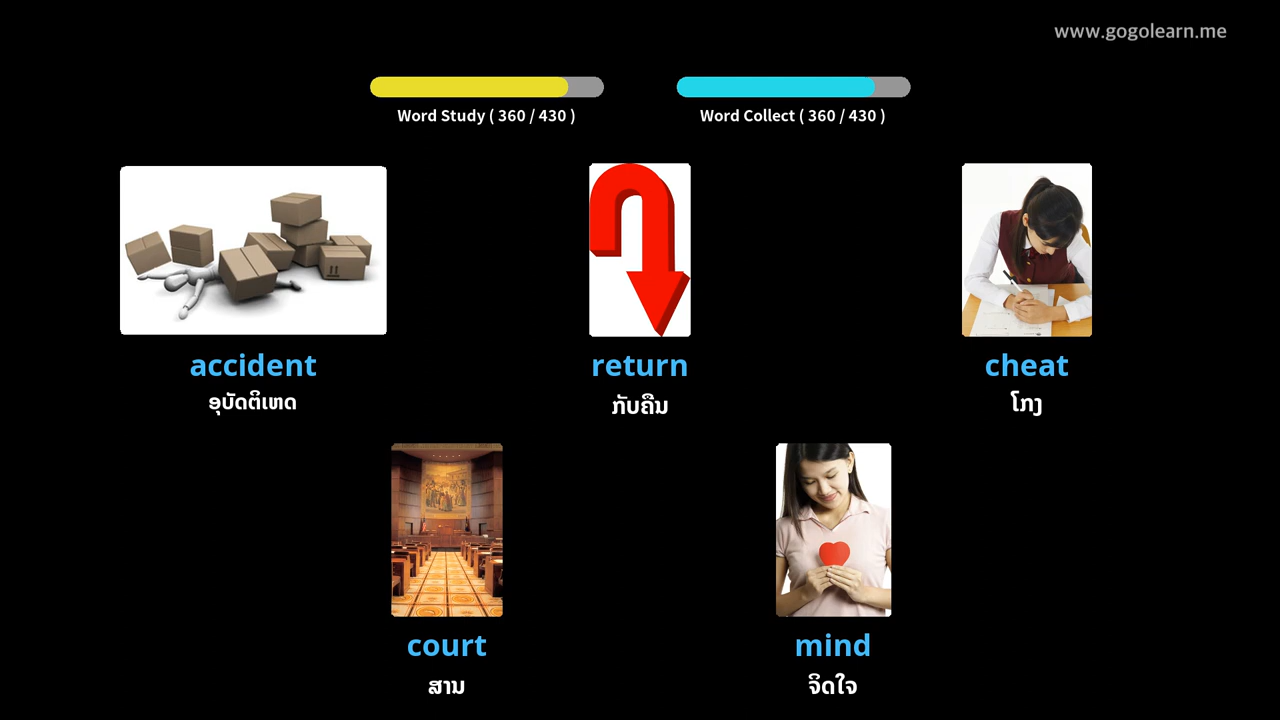 www.gogolearn.me
Word Study ( 360 / 430 )
Word Collect ( 360 / 430 )
accident
ອຸບັດຕິເຫດ
return
ກັບຄືນ
cheat
ໂກງ
court
ສານ
mind
ຈິດໃຈ